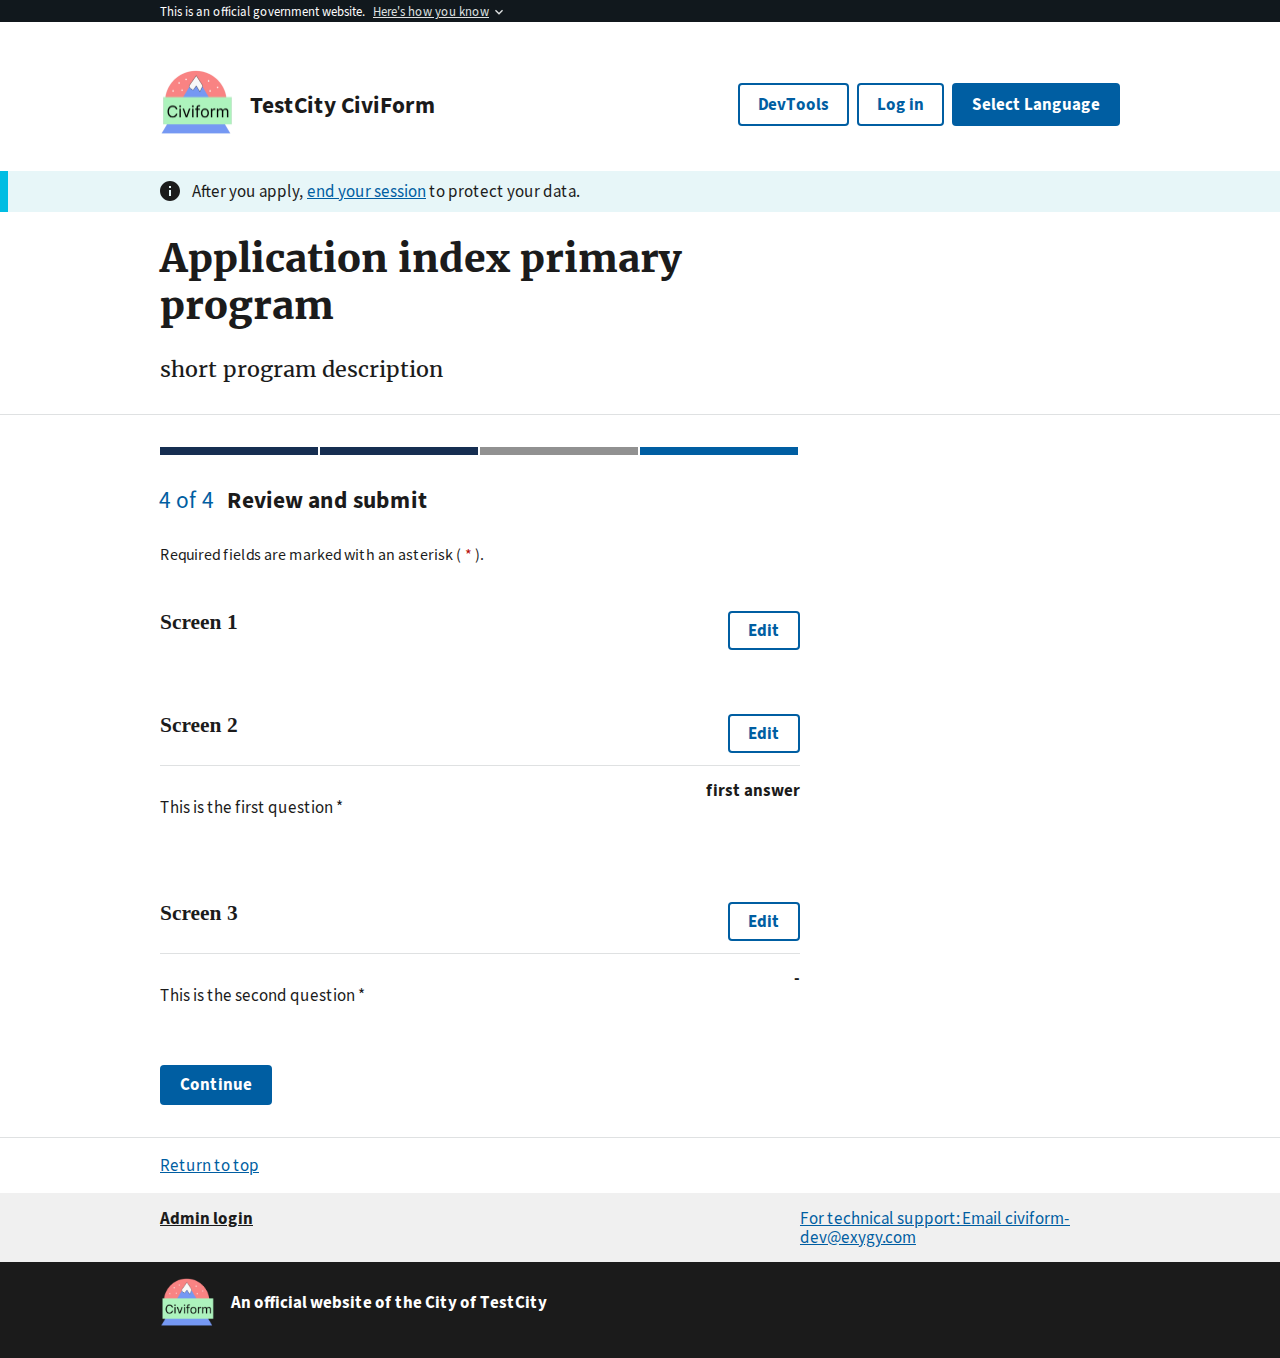 This is an official government website. Here's how you know
Civiform
TestCity CiviForm
DevTools
Log in
Select Language
After you apply, end your session to protect your data.
Application index primary
program
short program description
4 of 4 Review and submit
Required fields are marked with an asterisk ( * ).
Screen 1
Edit
Screen 2
Edit
This is the first question *
first answer
Screen 3
Edit
This is the second question *
-
Continue
Return to top
Admin login
For technical support: Email civiform-
dev@exygy.com
Civiform
An official website of the City of TestCity